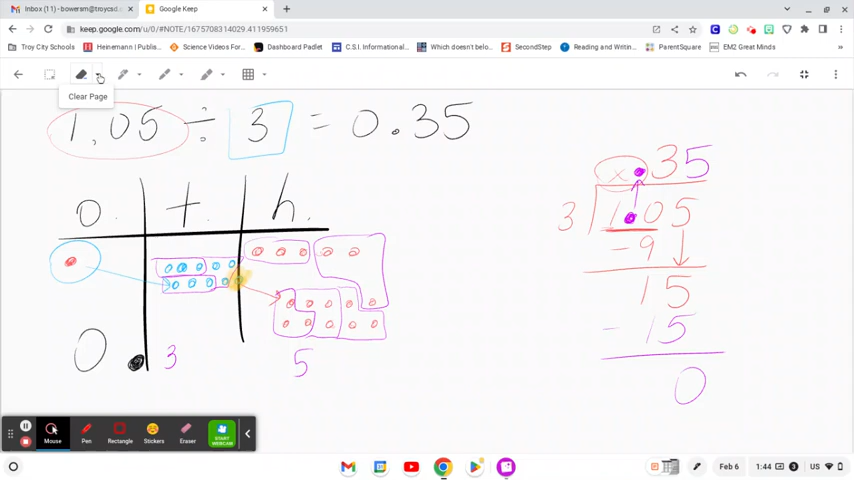 Inbox (11) - boweram@troycsd.
Google Keep
keep.google.com/#NOTE/1675708314029.411959651
Troy City Schools
Heinemann | Publis...
Science Videos For...
Dashboard Padlet
C.S.I. Informational...
Which doesn't belo...
SecondStep
Reading and Writing...
ParentSquare
EM2 Great Minds
Clear Page
1.05 ÷ 3 = 0.35
x.35
3 1.05
-9
15
-15
0
o. t h.
0.3 5
Mouse
Pen
Rectangle
Stickers
Eraser
START WEBCAM
Feb 6
1:44
3
US